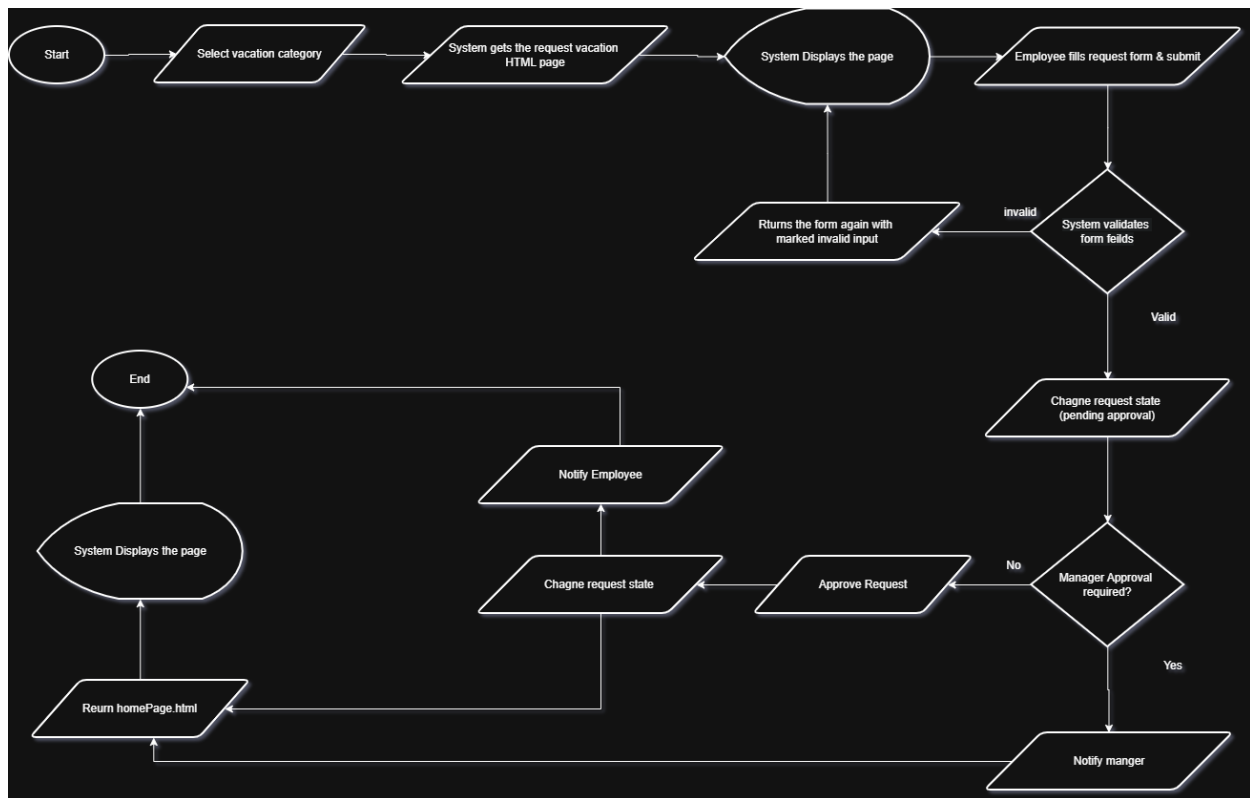 Start
Select vacation category
System gets the request vacation
HTML page
System Displays the page
Employee fills request form & submit
invalid
System validates
form feilds
Rturns the form again with
marked invalid input
Valid
End
Chagne request state
(pending approval)
Notify Employee
System Displays the page
Chagne request state
Approve Request
No
Manager Approval
required?
Yes
Reurn homePage.html
Notify manger